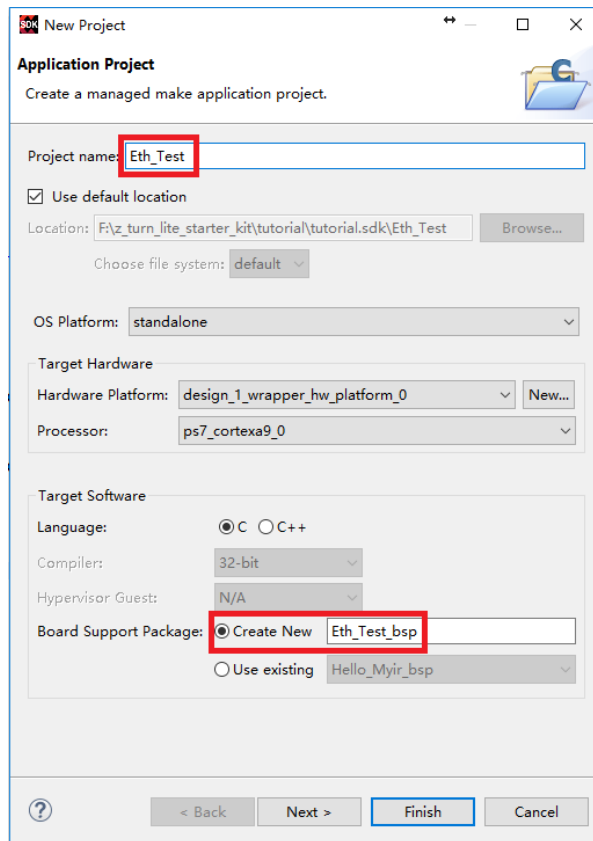 SDK New Project
Application Project
Create a managed make application project.
Project name: Eth_Test
Use default location
Location: F:\z_turn_lite_starter_kit\tutorial\tutorial.sdk\Eth_Test Browse...
Choose file system: default
OS Platform: standalone
Target Hardware
Hardware Platform: design_1_wrapper_hw_platform_0 New...
Processor: ps7_cortexa9_0
Target Software
Language: C C++
Compiler: 32-bit
Hypervisor Guest: N/A
Board Support Package: Create New Eth_Test_bsp
Use existing Hello_Myir_bsp
? < Back Next > Finish Cancel